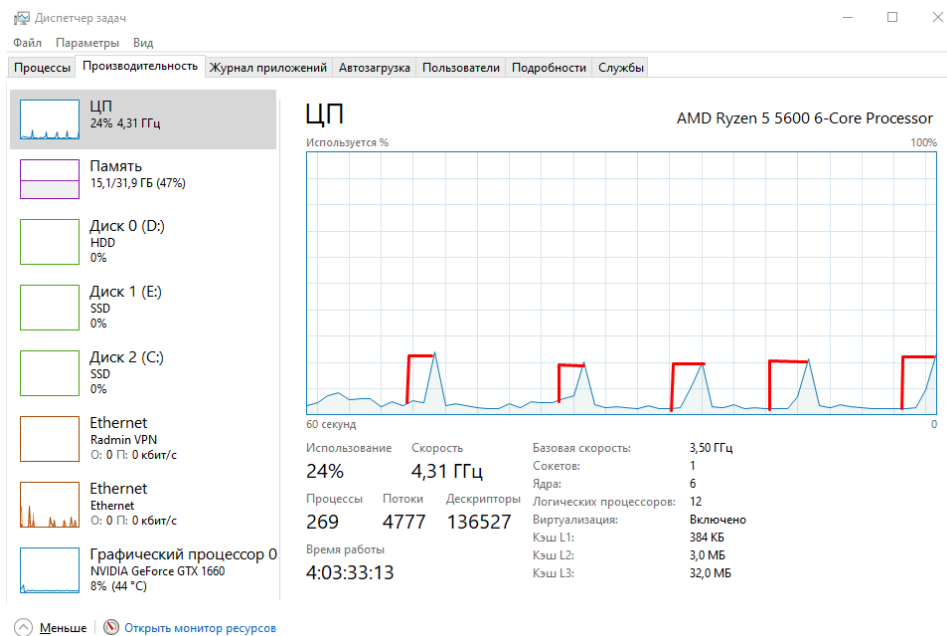 Диспетчер задач
Файл Параметры Вид
Процессы Производительность Журнал приложений Автозагрузка Пользователи Подробности Службы
ЦП
24% 4,31 ГГц
Память
15,1/31,9 ГБ (47%)
Диск 0 (D:)
HDD
0%
Диск 1 (E:)
SSD
0%
Диск 2 (C:)
SSD
0%
Ethernet
Radmin VPN
О: 0 П: 0 кбит/с
Ethernet
Ethernet
О: 0 П: 0 кбит/с
Графический процессор 0
NVIDIA GeForce GTX 1660
8% (44 °C)
ЦП AMD Ryzen 5 5600 6-Core Processor
Используется % 100%
60 секунд 0
Использование Скорость
24% 4,31 ГГц
Процессы Потоки Дескрипторы
269 4777 136527
Время работы
4:03:33:13
Базовая скорость: 3,50 ГГц
Сокетов: 1
Ядра: 6
Логических процессоров: 12
Виртуализация: Включено
Кэш L1: 384 КБ
Кэш L2: 3,0 МБ
Кэш L3: 32,0 МБ
Меньше Открыть монитор ресурсов